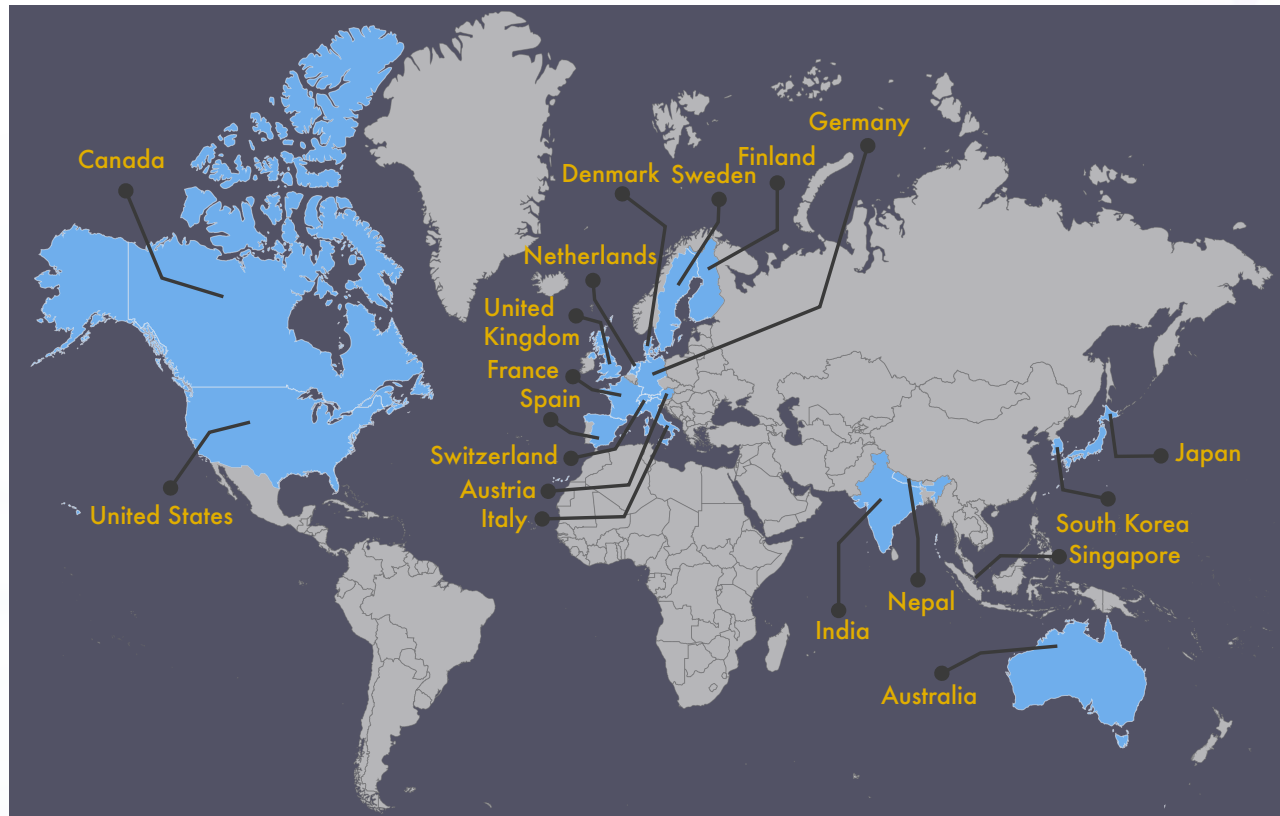 Germany
Finland
Canada
Denmark
Sweden
Netherlands
United
Kingdom
France
Spain
Switzerland
Japan
Austria
United States
Italy
South Korea
Singapore
Nepal
India
Australia